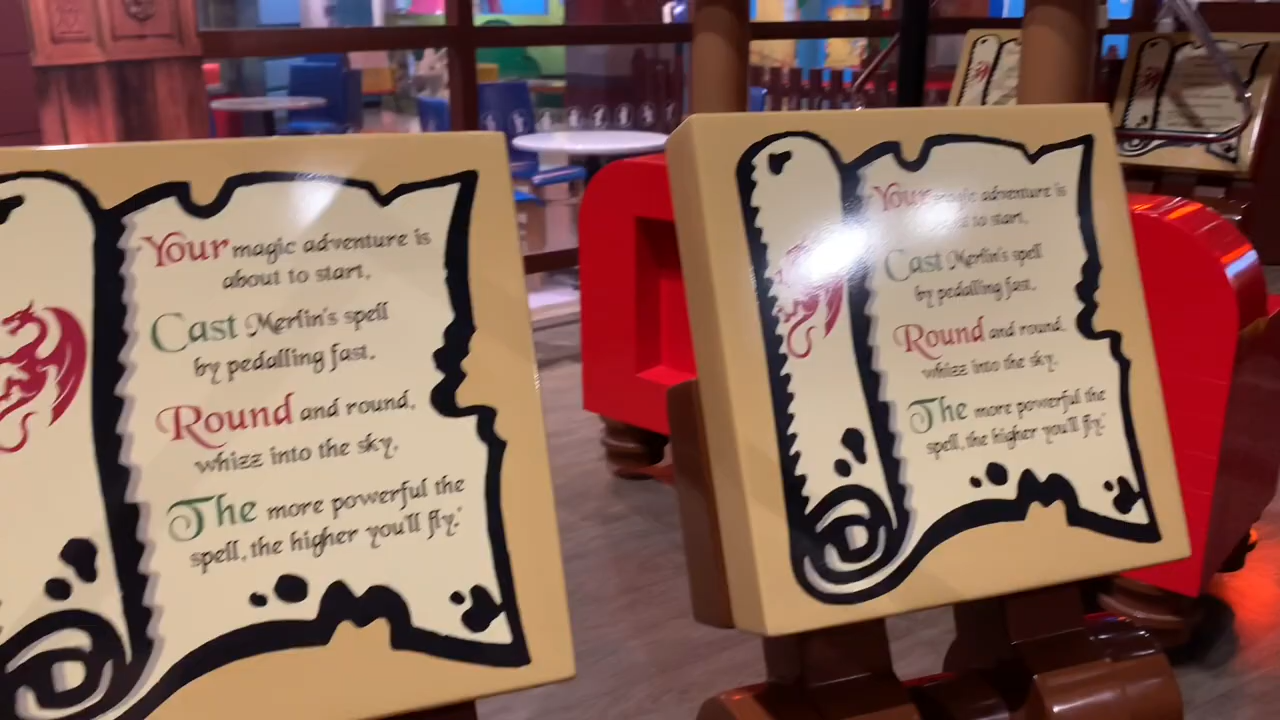 Your magic adventure is
about to start,
Cast Merlin's spell
by pedalling fast.
Round and round,
whizz into the sky,
The more powerful the
spell, the higher you'll fly.'
Your magic adventure is
to start,
Cast Merlin's spell
by pedalling fast.
Round and round,
whizz into the sky,
The more powerful the
spell, the higher you'll fly.'